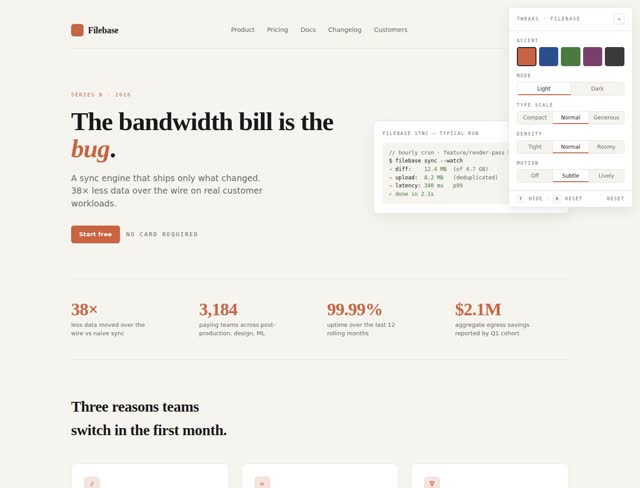 Filebase
Product Pricing Docs Changelog Customers
TWEAKS · FILEBASE
ACCENT
MODE
Light Dark
TYPE SCALE
Compact Normal Generous
DENSITY
Tight Normal Roomy
MOTION
Off Subtle Lively
T HIDE · R RESET RESET
SERIES B · 2026
The bandwidth bill is the
bug.
A sync engine that ships only what changed.
38× less data over the wire on real customer
workloads.
Start free NO CARD REQUIRED
FILEBASE SYNC — TYPICAL RUN
// hourly cron · feature/render-pass
$ filebase sync --watch
→ diff: 12.4 MB (of 4.7 GB)
→ upload: 8.2 MB (deduplicated)
→ latency: 340 ms p99
✓ done in 2.1s
38×
less data moved over the
wire vs naive sync
3,184
paying teams across post-
production, design, ML
99.99%
uptime over the last 12
rolling months
$2.1M
aggregate egress savings
reported by Q1 cohort
Three reasons teams
switch in the first month.